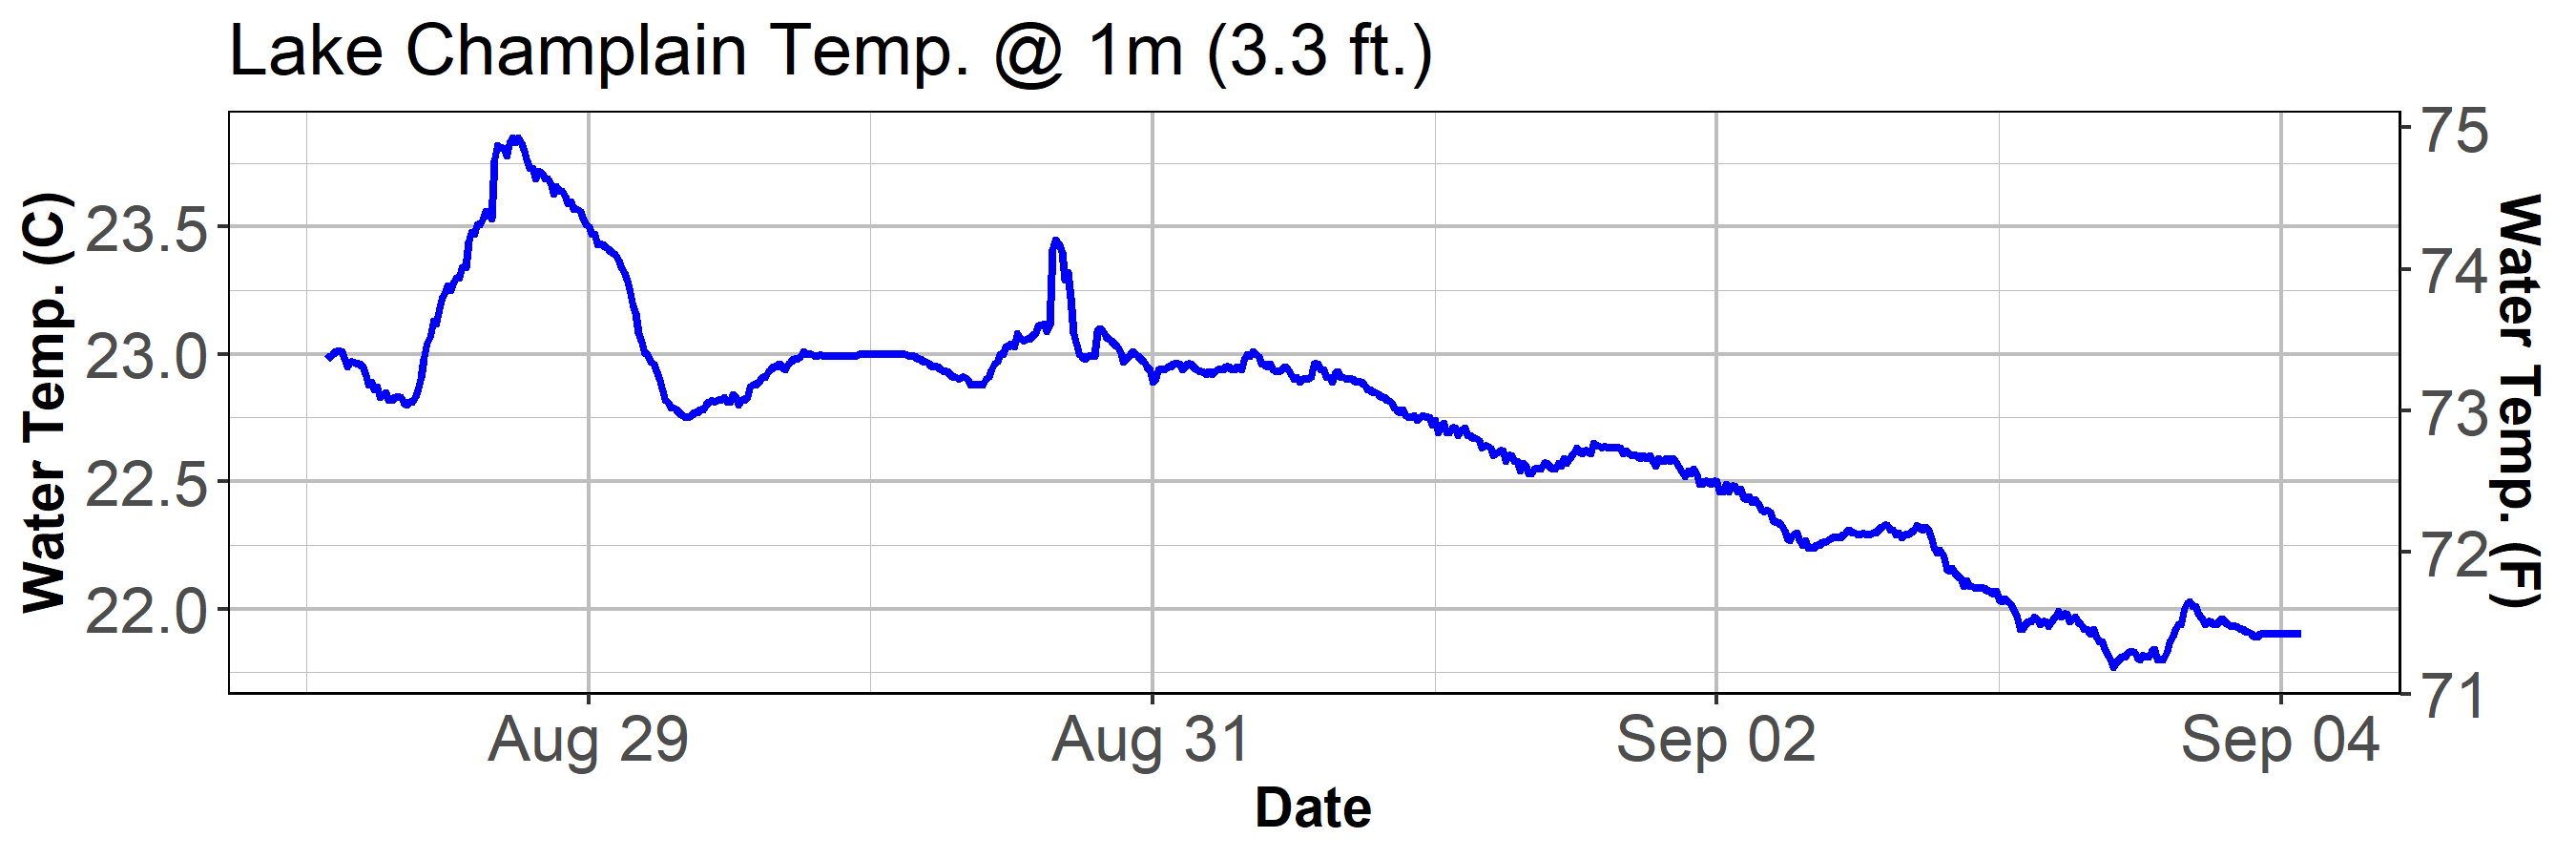 Lake Champlain Temp. @ 1m (3.3 ft.)
Water Temp. (C)
23.5
23.0
22.5
22.0
75
74
73
72
71
Water Temp. (F)
Aug 29 Aug 31 Sep 02 Sep 04
Date